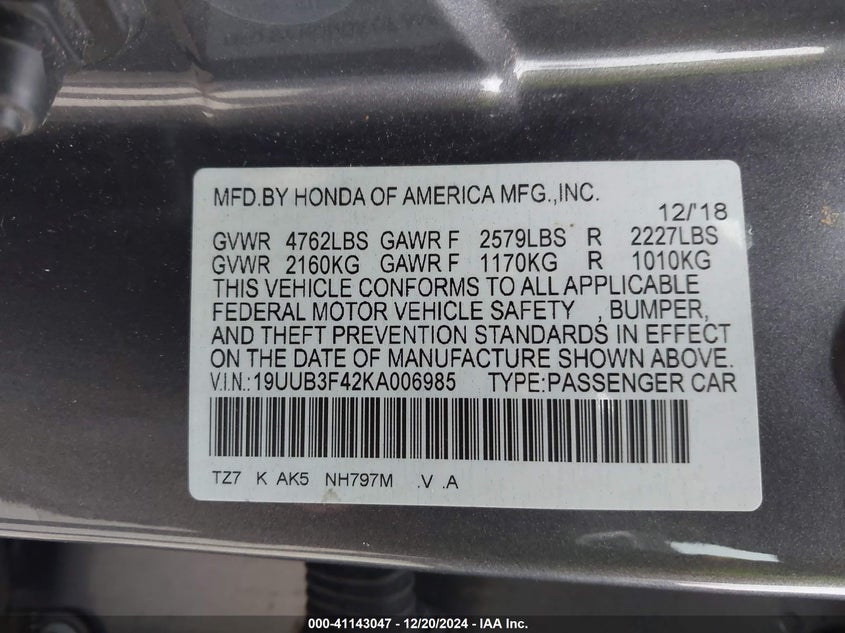 MFD.BY HONDA OF AMERICA MFG.,INC.
12/'18
GVWR 4762LBS GAWR F 2579LBS R 2227LBS
GVWR 2160KG GAWR F 1170KG R 1010KG
THIS VEHICLE CONFORMS TO ALL APPLICABLE
FEDERAL MOTOR VEHICLE SAFETY , BUMPER,
AND THEFT PREVENTION STANDARDS IN EFFECT
ON THE DATE OF MANUFACTURE SHOWN ABOVE.
V.I.N.:19UUB3F42KA006985 TYPE:PASSENGER CAR
TZ7 K AK5 NH797M .V .A
000-41143047 - 12/20/2024 - IAA Inc.